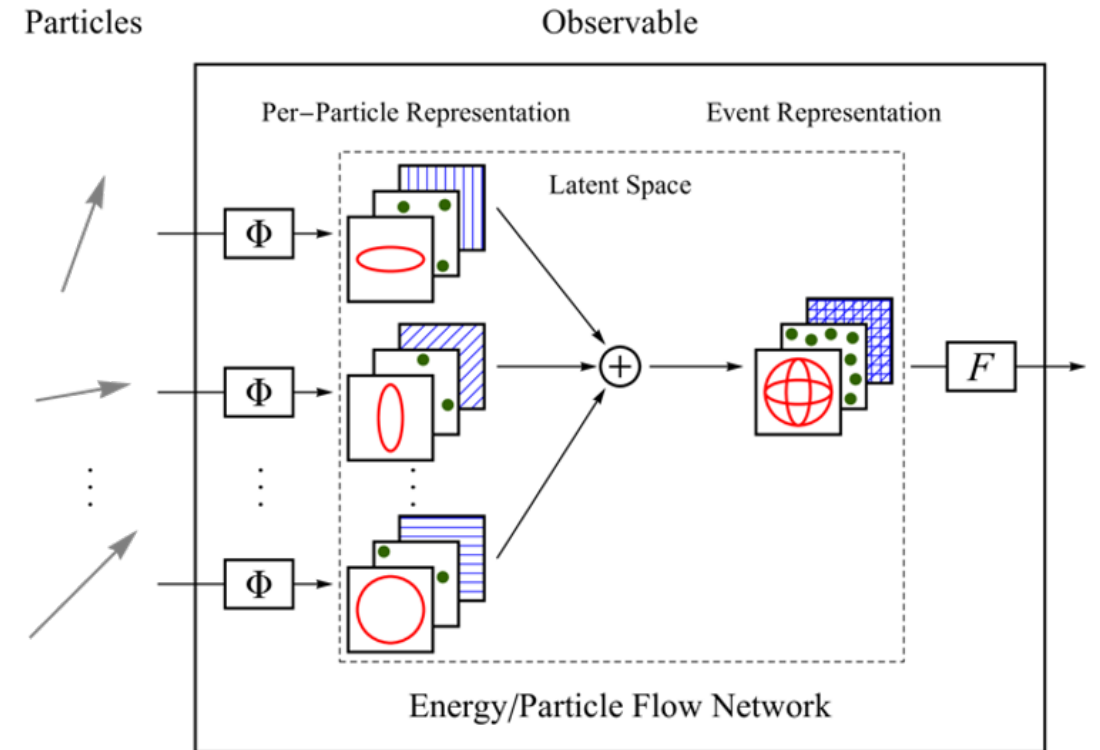 Particles
Observable
Per−Particle Representation
Event Representation
Latent Space
Φ
Φ
+
F
Φ
Energy/Particle Flow Network